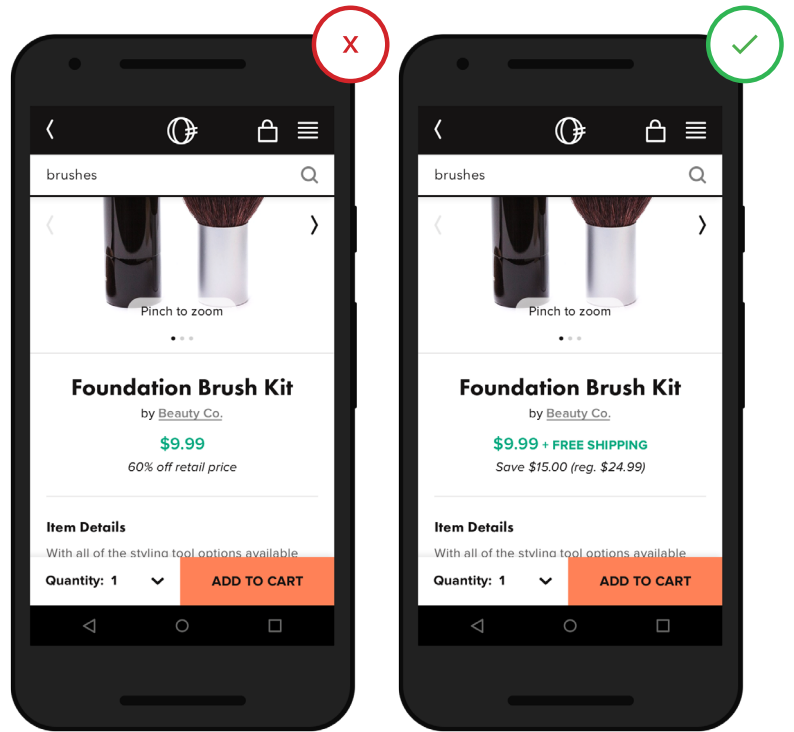 X
brushes
Pinch to zoom
Foundation Brush Kit
by Beauty Co.
$9.99
60% off retail price
Item Details
With all of the styling tool options available
Quantity: 1
ADD TO CART
brushes
Pinch to zoom
Foundation Brush Kit
by Beauty Co.
$9.99 + FREE SHIPPING
Save $15.00 (reg. $24.99)
Item Details
With all of the styling tool options available
Quantity: 1
ADD TO CART